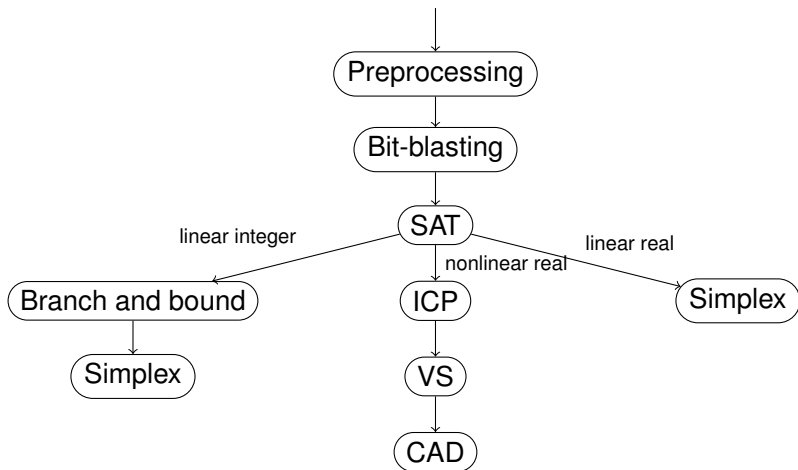 Preprocessing
Bit-blasting
SAT
linear integer
linear real
nonlinear real
Branch and bound
ICP
Simplex
Simplex
VS
CAD